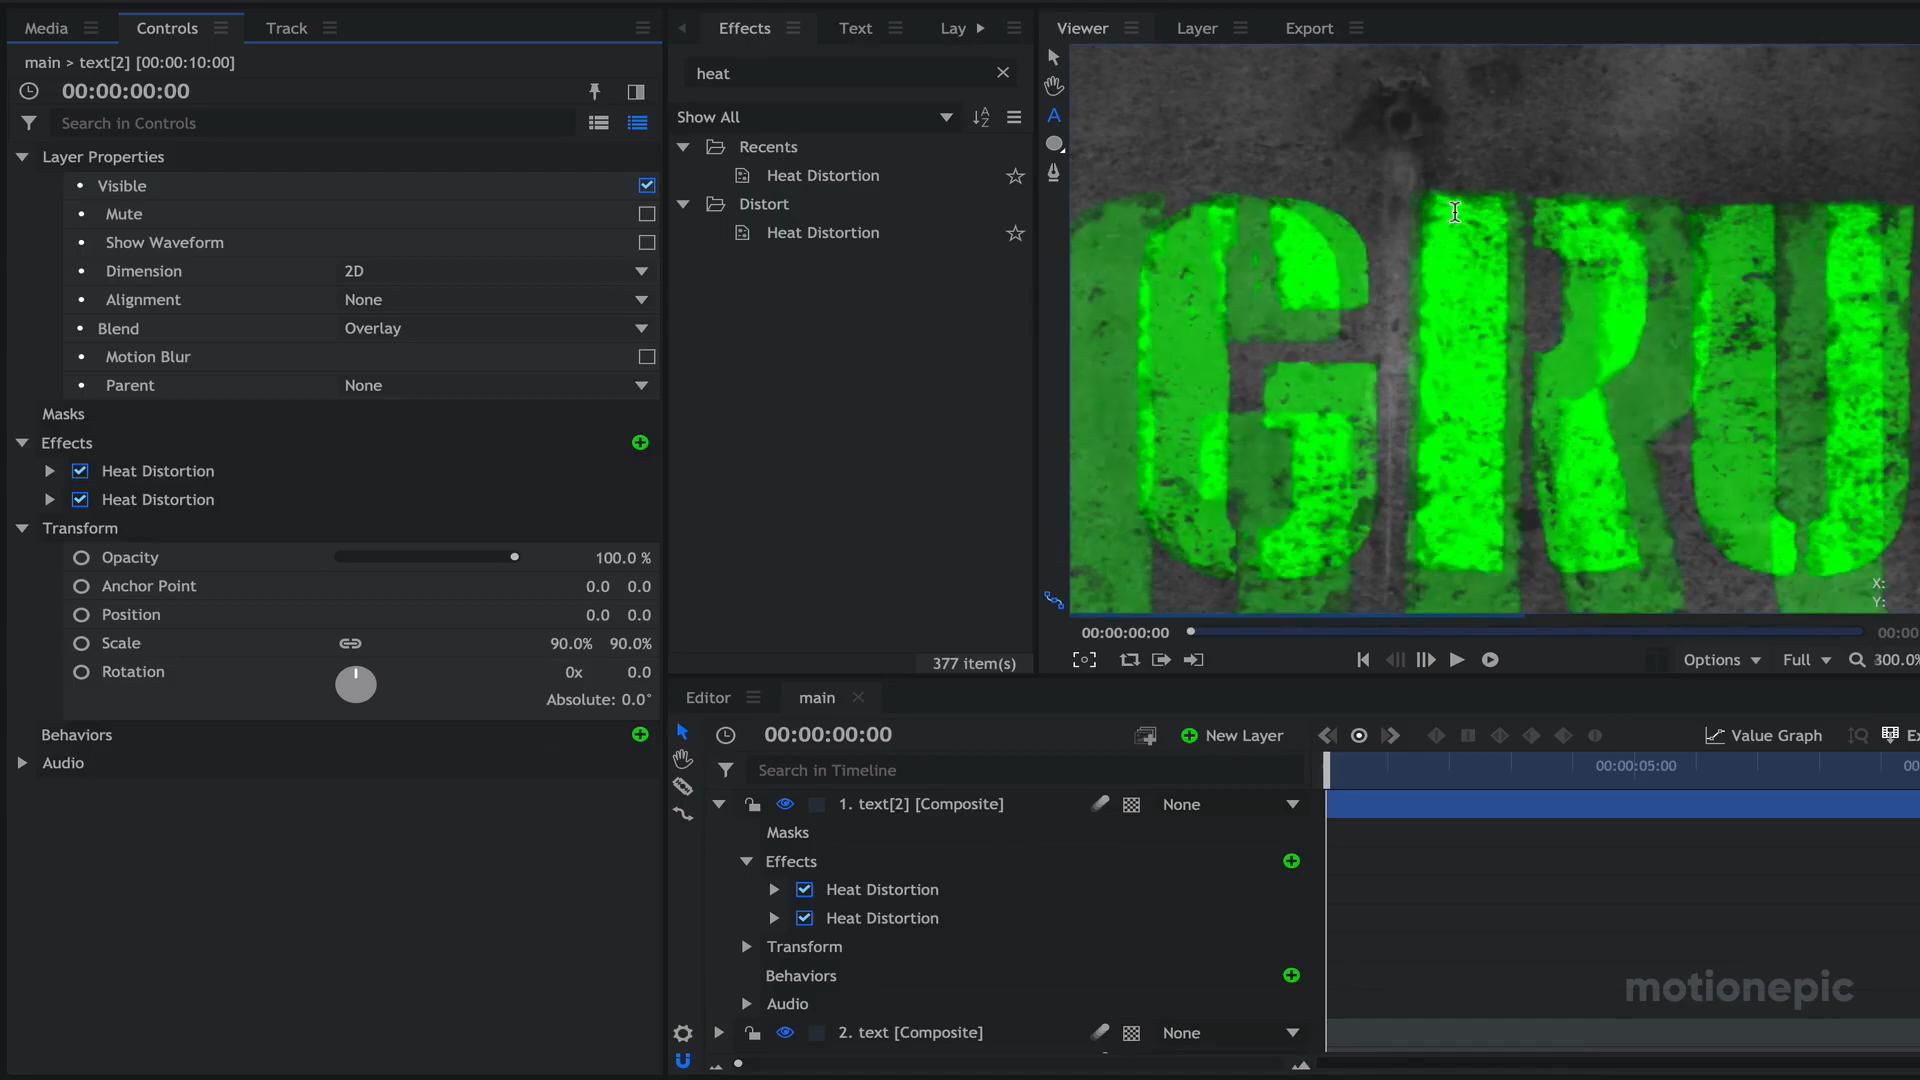 Media
Controls
Track
Effects
Text
Lay
Viewer
Layer
Export
main > text[2] [00:00:10:00]
00:00:00:00
Search in Controls
Layer Properties
Visible
Mute
Show Waveform
Dimension 2D
Alignment None
Blend Overlay
Motion Blur
Parent None
Masks
Effects
Heat Distortion
Heat Distortion
Transform
Opacity 100.0 %
Anchor Point 0.0 0.0
Position 0.0 0.0
Scale 90.0% 90.0%
Rotation 0x 0.0
Absolute: 0.0°
Behaviors
Audio
heat
Show All
Recents
Heat Distortion
Distort
Heat Distortion
377 item(s)
GRU
X:
Y:
00:00:00:00
00:00
Options
Full
300.0%
Editor
main
00:00:00:00
New Layer
Value Graph
Ex
Search in Timeline
00:00:05:00
00
1. text[2] [Composite] None
Masks
Effects
Heat Distortion
Heat Distortion
Transform
Behaviors
Audio
2. text [Composite] None
motionepic